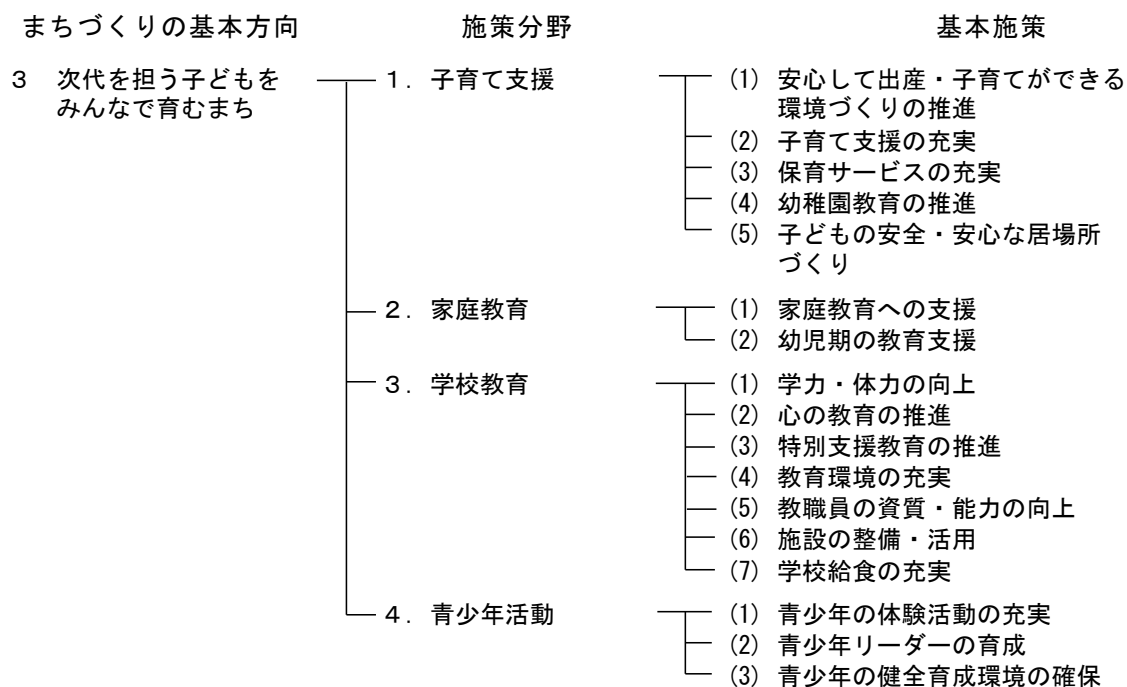 まちづくりの基本方向　施策分野　基本施策
３　次代を担う子どもを　１．子育て支援　(1) 安心して出産・子育てができる
みんなで育むまち　環境づくりの推進
(2) 子育て支援の充実
(3) 保育サービスの充実
(4) 幼稚園教育の推進
(5) 子どもの安全・安心な居場所
づくり
２．家庭教育　(1) 家庭教育への支援
(2) 幼児期の教育支援
３．学校教育　(1) 学力・体力の向上
(2) 心の教育の推進
(3) 特別支援教育の推進
(4) 教育環境の充実
(5) 教職員の資質・能力の向上
(6) 施設の整備・活用
(7) 学校給食の充実
４．青少年活動　(1) 青少年の体験活動の充実
(2) 青少年リーダーの育成
(3) 青少年の健全育成環境の確保